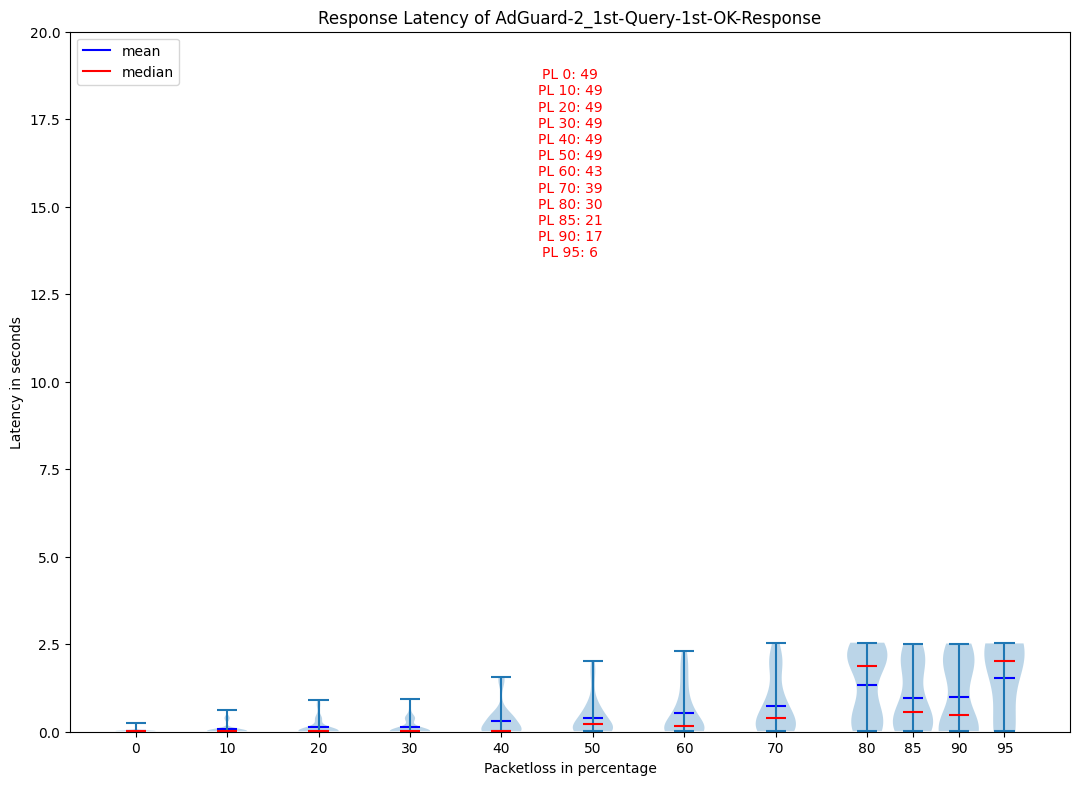 Response Latency of AdGuard-2_1st-Query-1st-OK-Response
mean
median
PL 0: 49
PL 10: 49
PL 20: 49
PL 30: 49
PL 40: 49
PL 50: 49
PL 60: 43
PL 70: 39
PL 80: 30
PL 85: 21
PL 90: 17
PL 95: 6
Latency in seconds
20.0
17.5
15.0
12.5
10.0
7.5
5.0
2.5
0.0
0 10 20 30 40 50 60 70 80 85 90 95
Packetloss in percentage